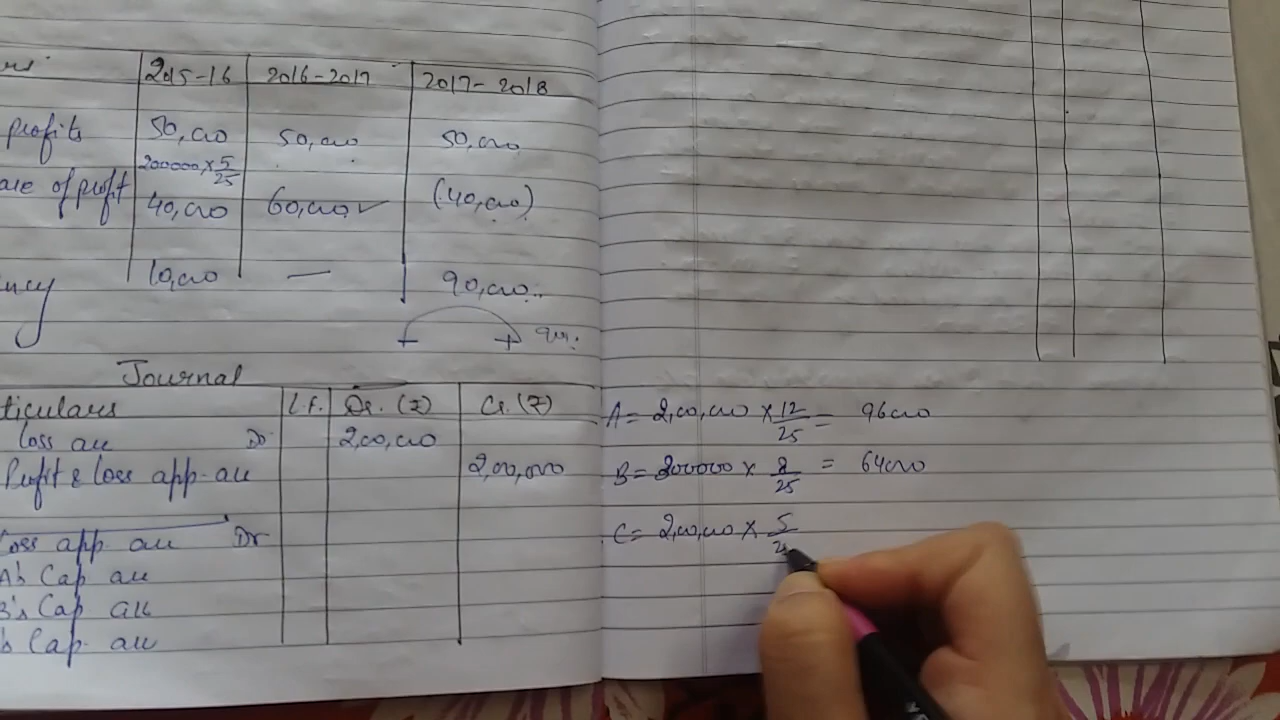 2015-16 2016-2017 2017-2018
profits 50,000 50,000 50,000
200000 × 5/25
are of profit 40,000 60,000 ✓ (40,000)
ency 10,000 — 90,000
Journal
ticulars L.F. Dr. (₹) Cr. (₹)
loss a/c Dr 2,00,000
Profit & Loss app. a/c 2,00,000
Loss app. a/c Dr
A's Cap a/c
B's Cap a/c
's Cap. a/c
A = 2,00,000 × 12/25 = 96000
B = 200000 × 8/25 = 64000
C = 2,00,000 × 5/25